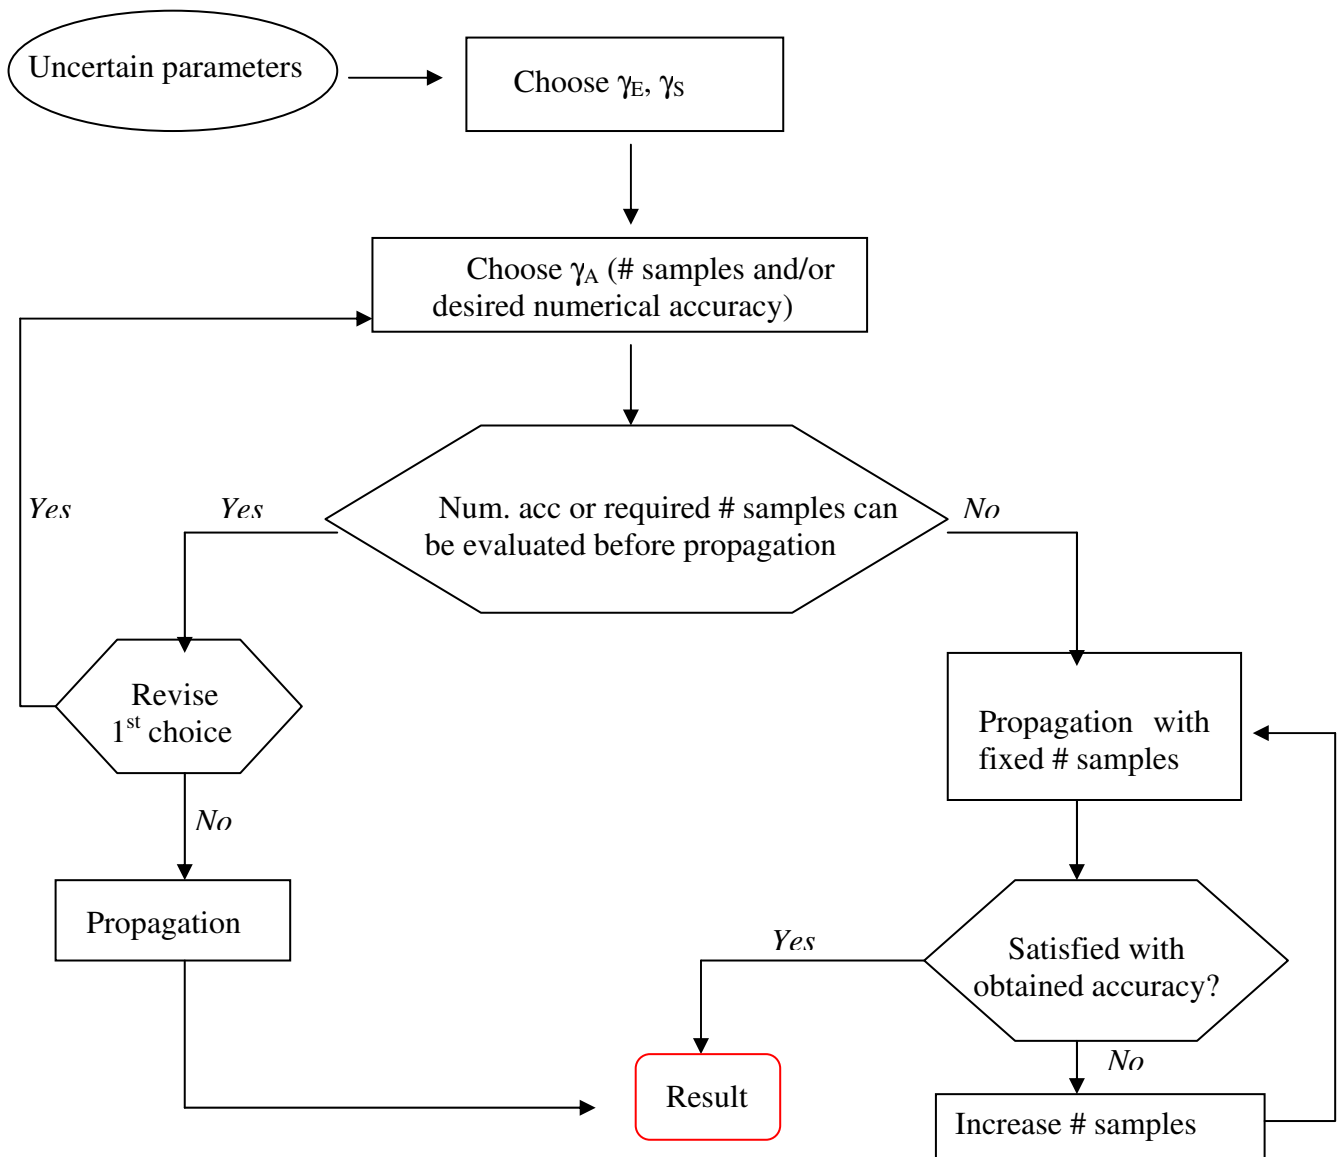 Uncertain parameters
Choose γE, γS
Choose γA (# samples and/or
desired numerical accuracy)
Yes
Yes
Num. acc or required # samples can
be evaluated before propagation
No
Revise
1st choice
Propagation with
fixed # samples
No
Propagation
Yes
Satisfied with
obtained accuracy?
No
Result
Increase # samples